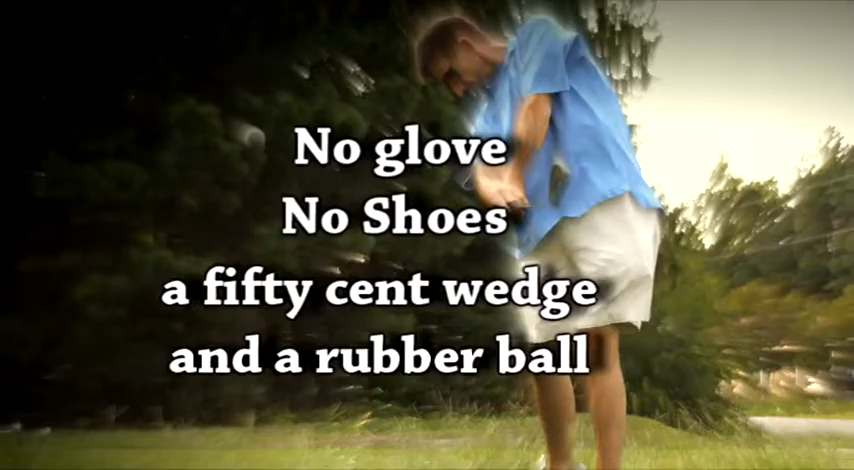 No glove
No Shoes
a fifty cent wedge
and a rubber ball